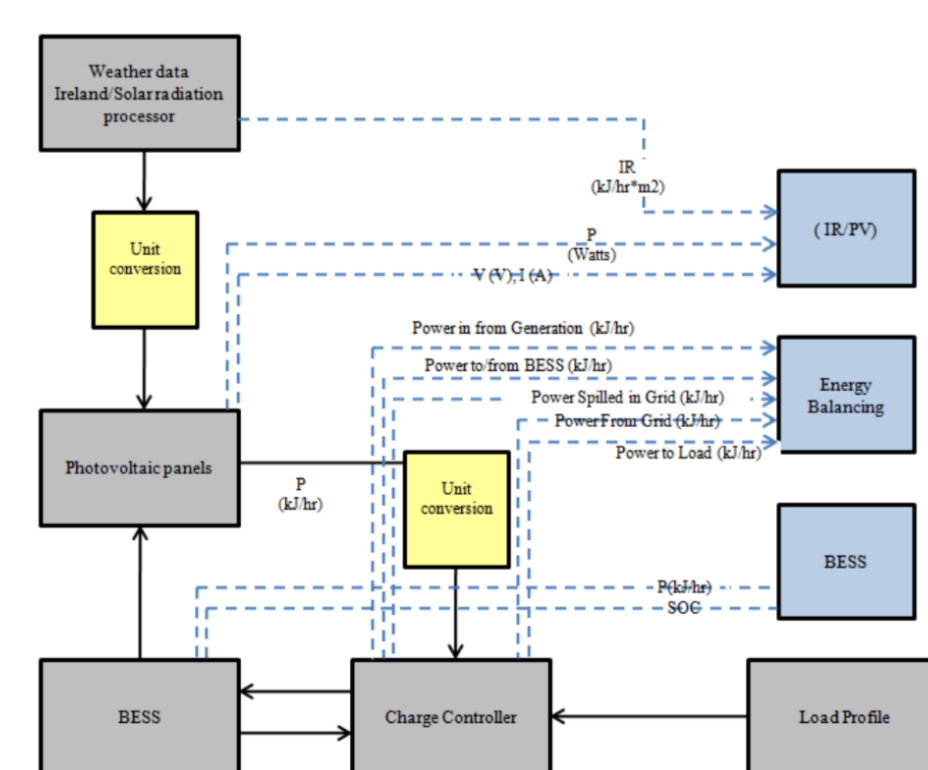 Weather data
Ireland/Solar radiation
processor
IR
(kJ/hr*m2)
( IR/PV)
Unit
conversion
P
(Watts)
V (V), I (A)
Power in from Generation (kJ/hr)
Power to/from BESS (kJ/hr)
Power Spilled in Grid (kJ/hr)
Power From Grid (kJ/hr)
Power to Load (kJ/hr)
Energy
Balancing
Photovoltaic panels
P
(kJ/hr)
Unit
conversion
BESS
P(kJ/hr)
SOC
BESS
Charge Controller
Load Profile